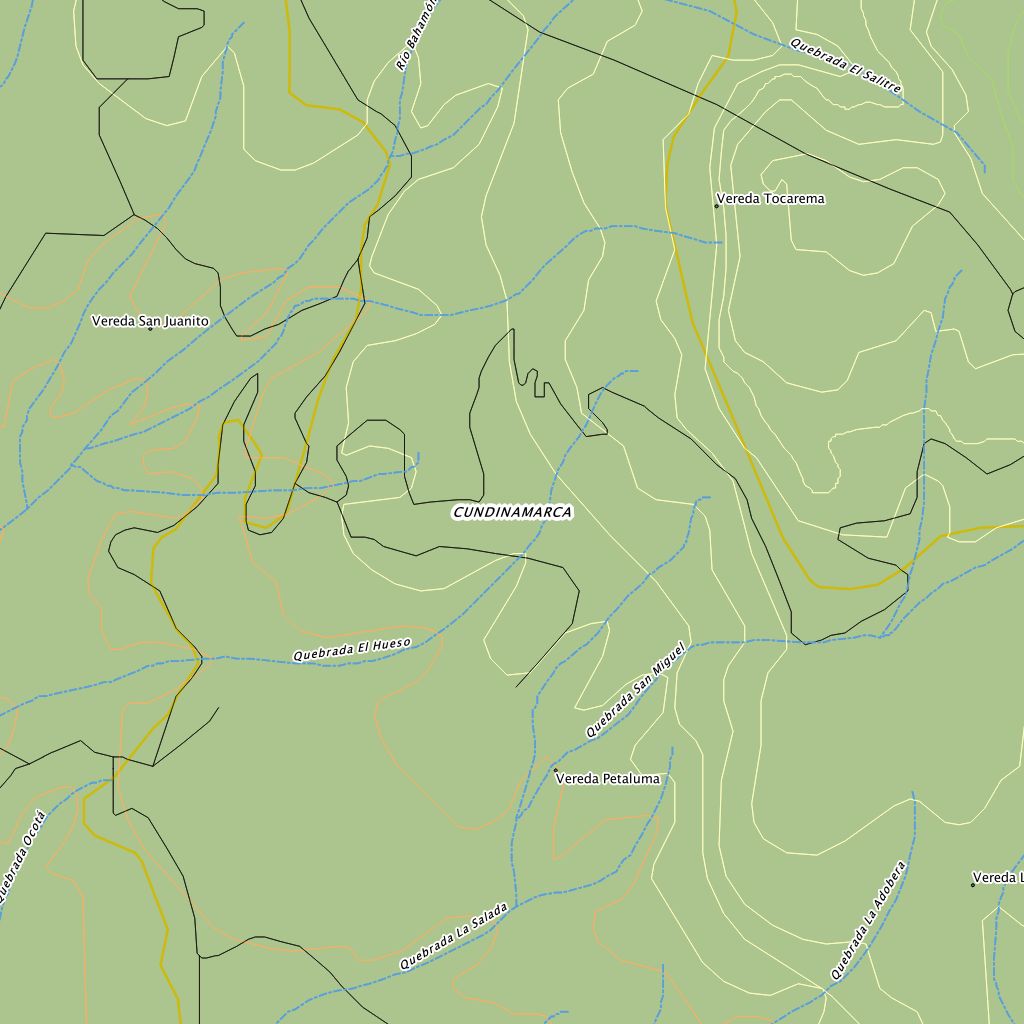 Río Bahamón
Quebrada El Salitre
Vereda Tocarema
Vereda San Juanito
CUNDINAMARCA
Quebrada El Hueso
Quebrada San Miguel
Vereda Petaluma
Quebrada Ocotá
Quebrada La Salada
Quebrada La Adobera
Vereda L